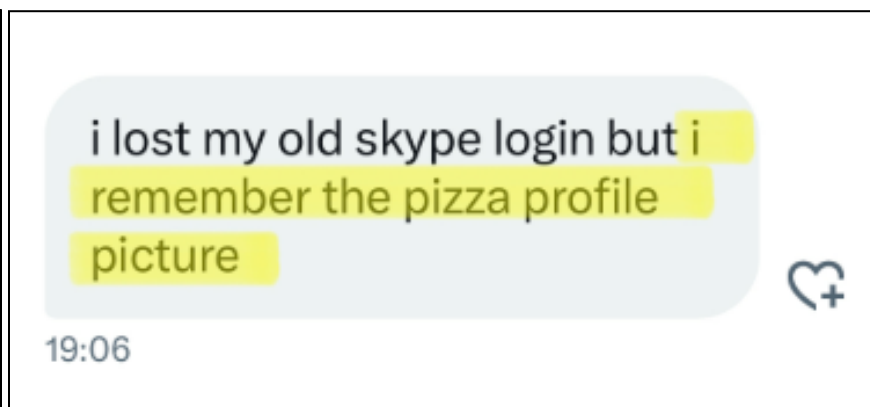 i lost my old skype login but i
remember the pizza profile
picture
19:06